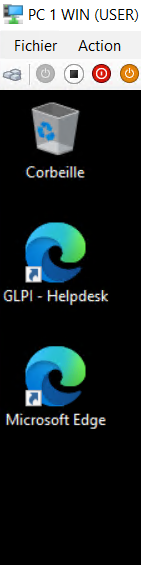 PC 1 WIN (USER)
Fichier Action
Corbeille
GLPI - Helpdesk
Microsoft Edge